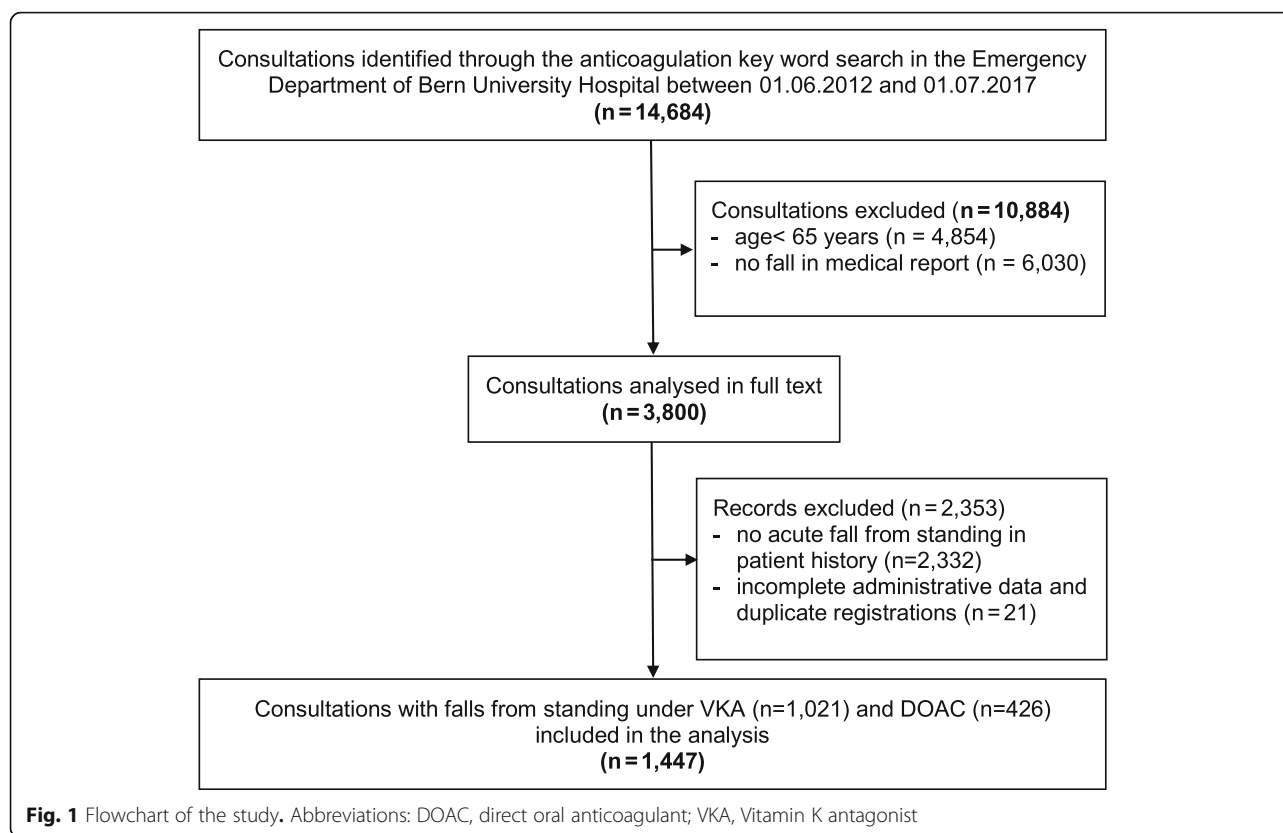 Consultations identified through the anticoagulation key word search in the Emergency
Department of Bern University Hospital between 01.06.2012 and 01.07.2017
(n = 14,684)
Consultations excluded (n = 10,884)
- age< 65 years (n = 4,854)
- no fall in medical report (n = 6,030)
Consultations analysed in full text
(n = 3,800)
Records excluded (n = 2,353)
- no acute fall from standing in
patient history (n=2,332)
- incomplete administrative data and
duplicate registrations (n = 21)
Consultations with falls from standing under VKA (n=1,021) and DOAC (n=426)
included in the analysis
(n = 1,447)
Fig. 1 Flowchart of the study. Abbreviations: DOAC, direct oral anticoagulant; VKA, Vitamin K antagonist